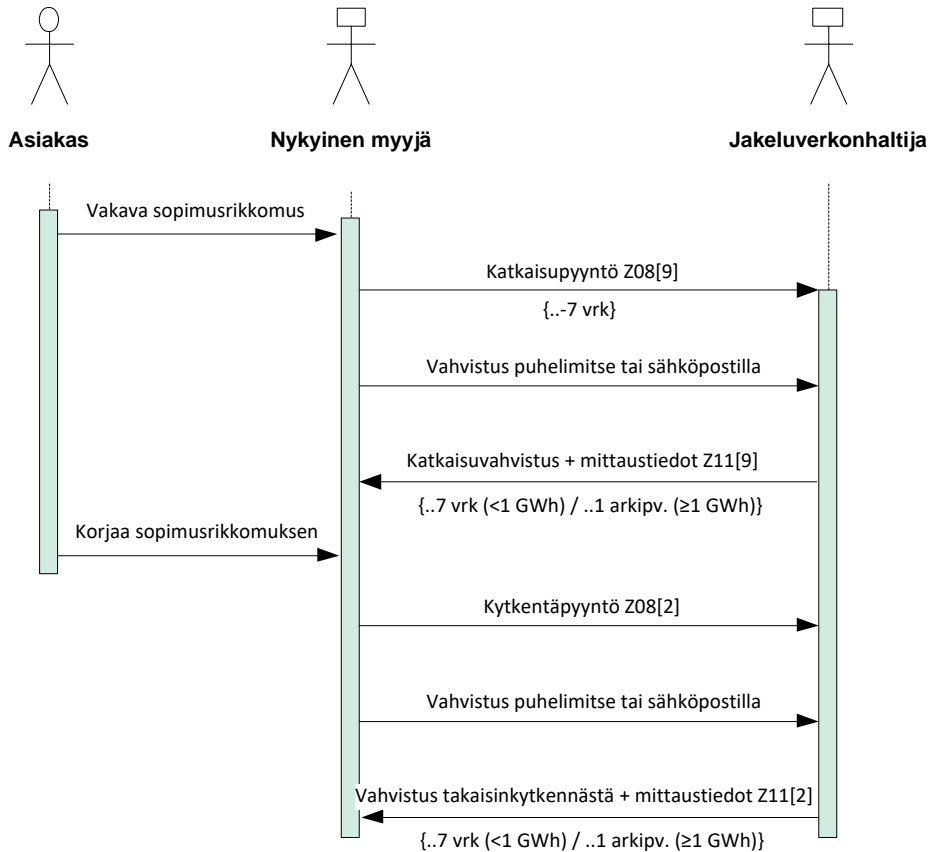 Asiakas
Nykyinen myyjä
Jakeluverkonhaltija
Vakava sopimusrikkomus
Katkaisupyyntö Z08[9]
{..-7 vrk}
Vahvistus puhelimitse tai sähköpostilla
Katkaisuvahvistus + mittaustiedot Z11[9]
{..7 vrk (<1 GWh) / ..1 arkipv. (≥1 GWh)}
Korjaa sopimusrikkomuksen
Kytkentäpyyntö Z08[2]
Vahvistus puhelimitse tai sähköpostilla
Vahvistus takaisinkytkennästä + mittaustiedot Z11[2]
{..7 vrk (<1 GWh) / ..1 arkipv. (≥1 GWh)}